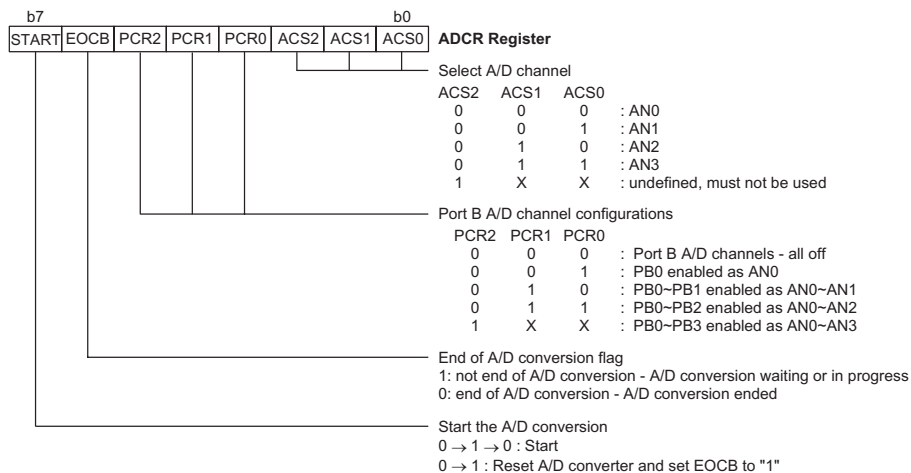 b7 b0
START EOCB PCR2 PCR1 PCR0 ACS2 ACS1 ACS0 ADCR Register
Select A/D channel
ACS2 ACS1 ACS0
0 0 0 : AN0
0 0 1 : AN1
0 1 0 : AN2
0 1 1 : AN3
1 X X : undefined, must not be used
Port B A/D channel configurations
PCR2 PCR1 PCR0
0 0 0 : Port B A/D channels - all off
0 0 1 : PB0 enabled as AN0
0 1 0 : PB0~PB1 enabled as AN0~AN1
0 1 1 : PB0~PB2 enabled as AN0~AN2
1 X X : PB0~PB3 enabled as AN0~AN3
End of A/D conversion flag
1: not end of A/D conversion - A/D conversion waiting or in progress
0: end of A/D conversion - A/D conversion ended
Start the A/D conversion
0 → 1 → 0 : Start
0 → 1 : Reset A/D converter and set EOCB to "1"